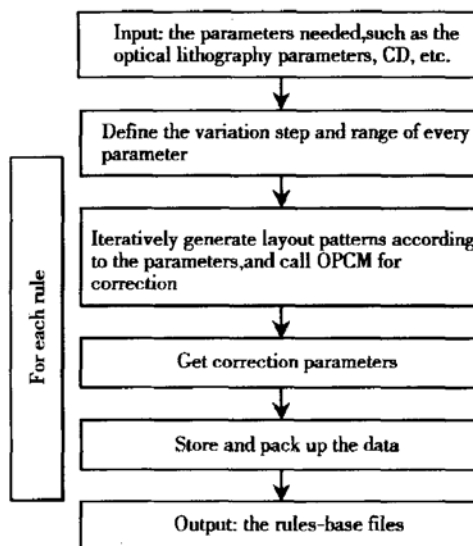 Input: the parameters needed,such as the
optical lithography parameters, CD, etc.
Define the variation step and range of every
parameter
Iteratively generate layout patterns according
to the parameters,and call OPCM for
correction
For each rule
Get correction parameters
Store and pack up the data
Output: the rules-base files